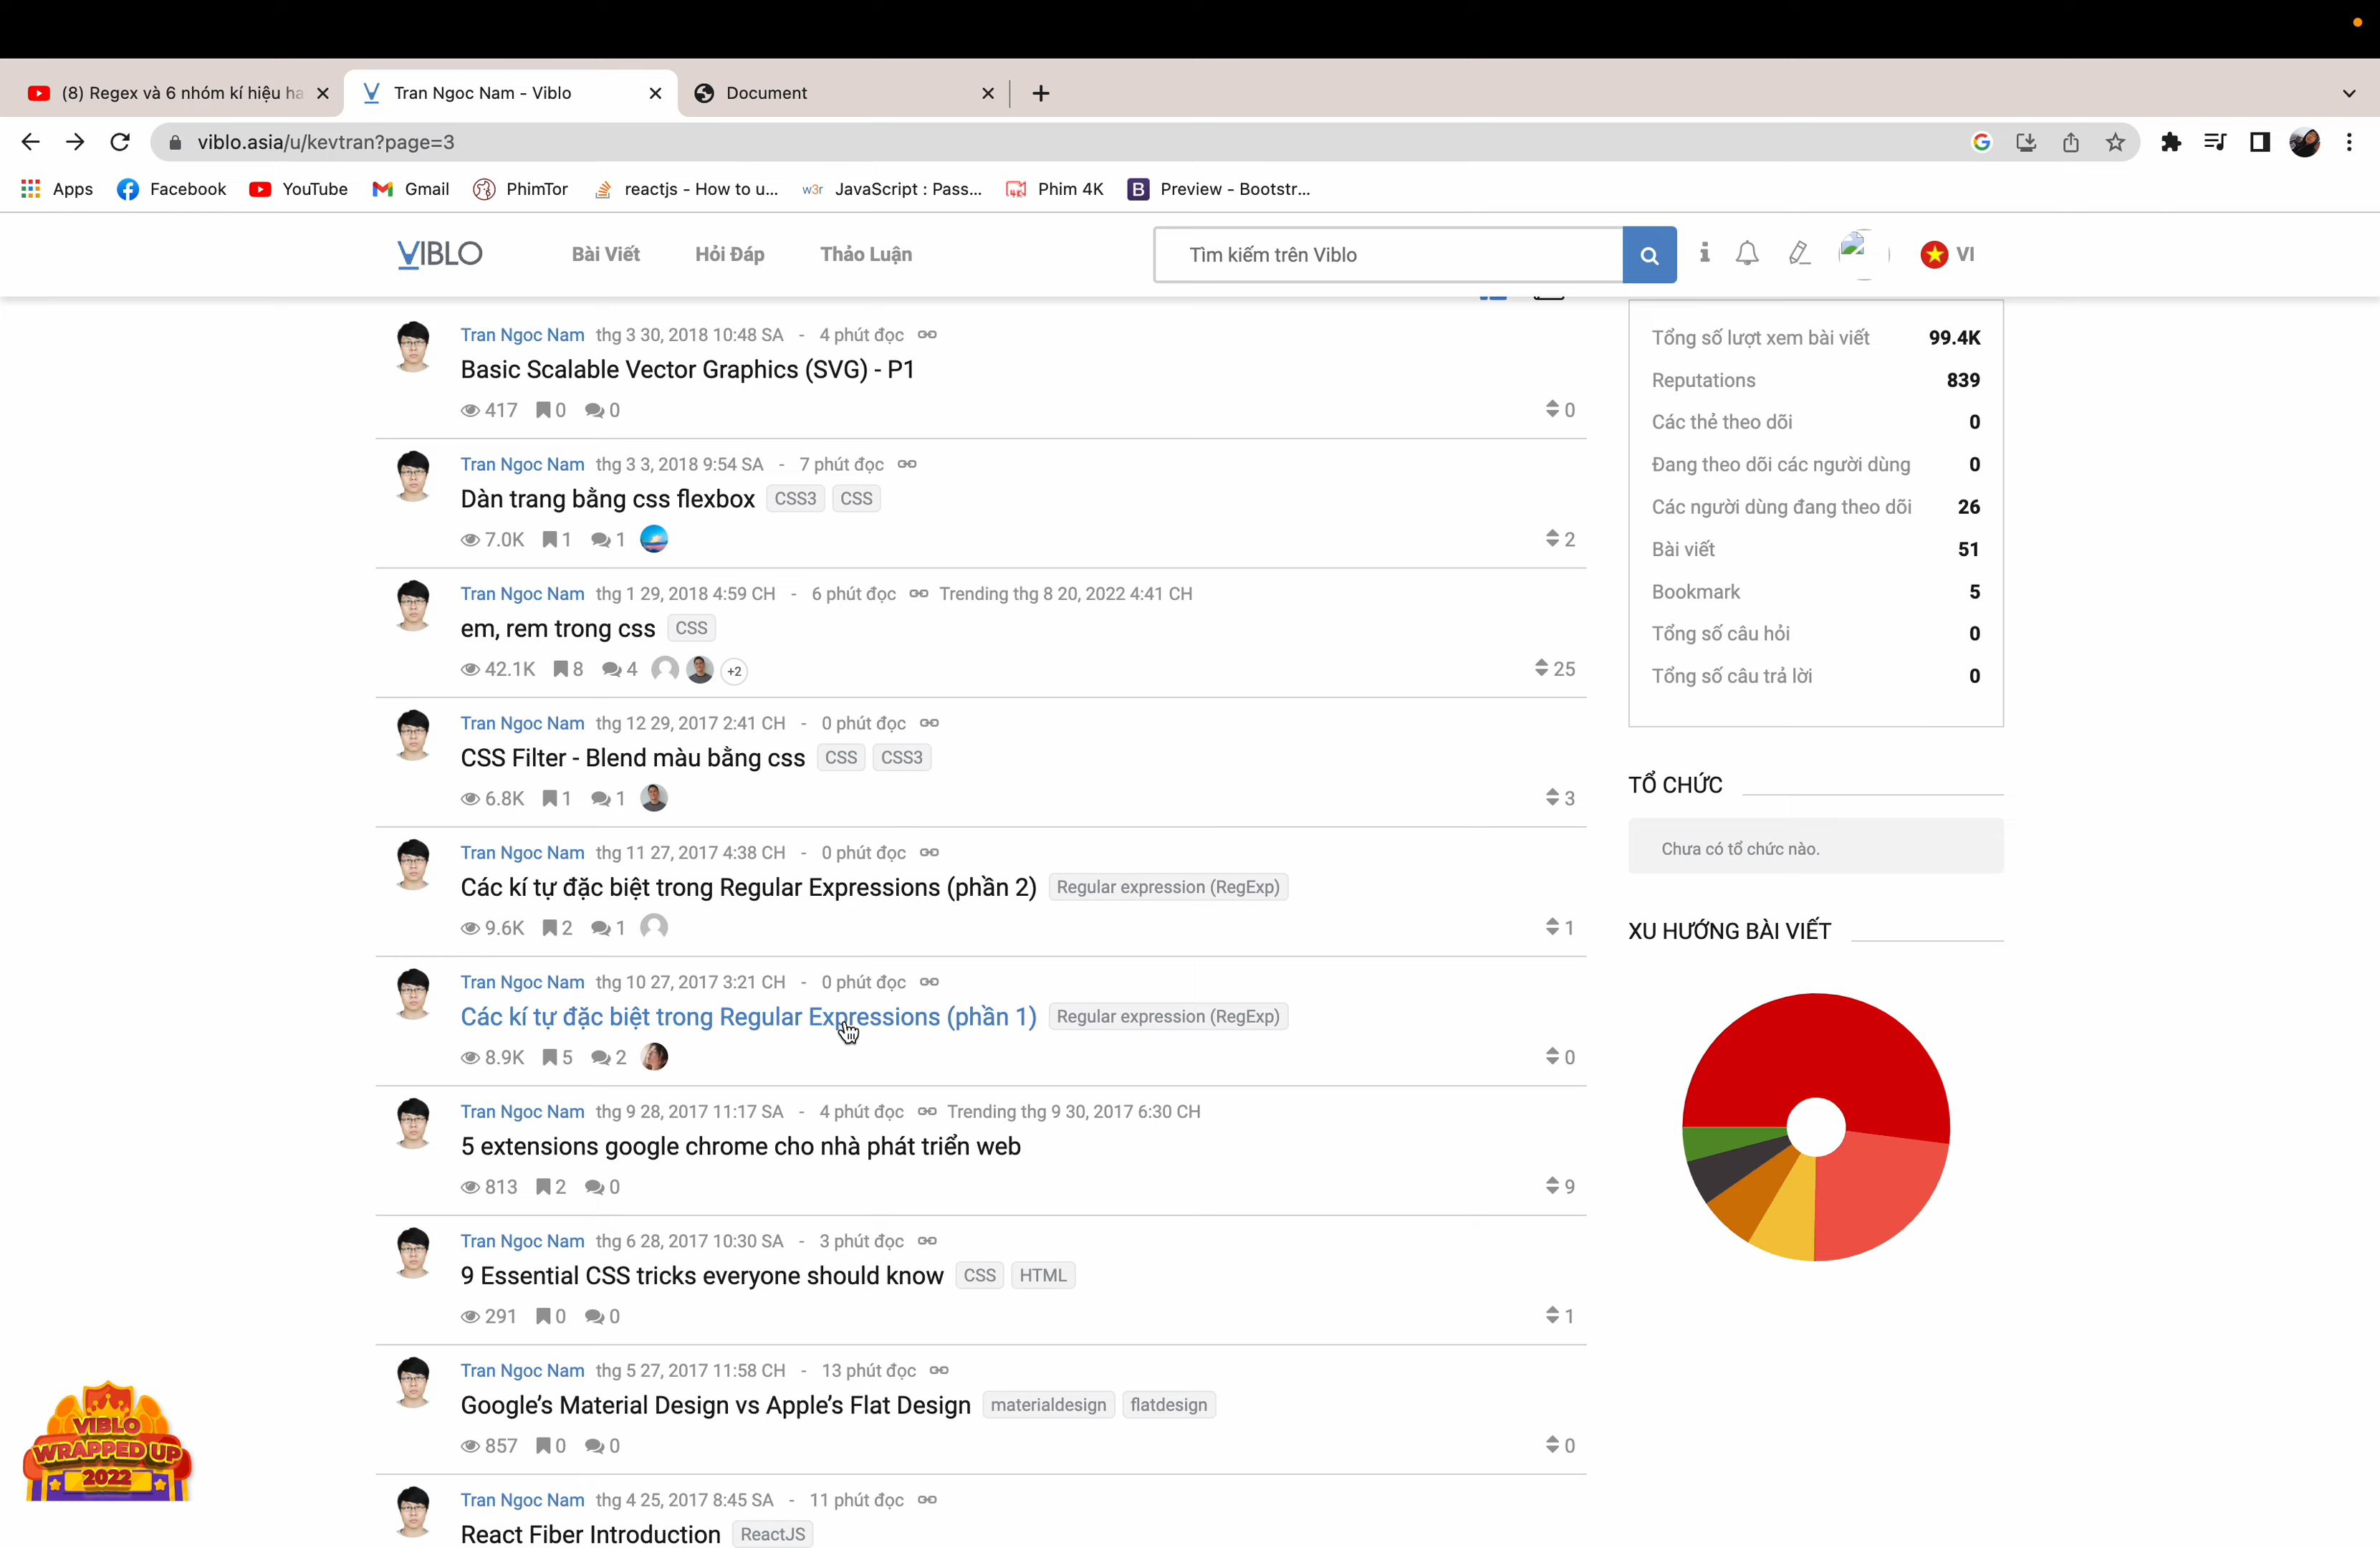 (8) Regex và 6 nhóm kí hiệu ha
Tran Ngoc Nam - Viblo
Document
viblo.asia/u/kevtran?page=3
Apps
Facebook
YouTube
Gmail
PhimTor
reactjs - How to u...
w3r JavaScript : Pass...
Phim 4K
B Preview - Bootstr...
VIBLO
Bài Viết
Hỏi Đáp
Thảo Luận
Tìm kiếm trên Viblo
VI
Tran Ngoc Nam thg 3 30, 2018 10:48 SA - 4 phút đọc
Basic Scalable Vector Graphics (SVG) - P1
417 0 0 0
Tran Ngoc Nam thg 3 3, 2018 9:54 SA - 7 phút đọc
Dàn trang bằng css flexbox CSS3 CSS
7.0K 1 1 2
Tran Ngoc Nam thg 1 29, 2018 4:59 CH - 6 phút đọc Trending thg 8 20, 2022 4:41 CH
em, rem trong css CSS
42.1K 8 4 +2 25
Tran Ngoc Nam thg 12 29, 2017 2:41 CH - 0 phút đọc
CSS Filter - Blend màu bằng css CSS CSS3
6.8K 1 1 3
Tran Ngoc Nam thg 11 27, 2017 4:38 CH - 0 phút đọc
Các kí tự đặc biệt trong Regular Expressions (phần 2) Regular expression (RegExp)
9.6K 2 1 1
Tran Ngoc Nam thg 10 27, 2017 3:21 CH - 0 phút đọc
Các kí tự đặc biệt trong Regular Expressions (phần 1) Regular expression (RegExp)
8.9K 5 2 0
Tran Ngoc Nam thg 9 28, 2017 11:17 SA - 4 phút đọc Trending thg 9 30, 2017 6:30 CH
5 extensions google chrome cho nhà phát triển web
813 2 0 9
Tran Ngoc Nam thg 6 28, 2017 10:30 SA - 3 phút đọc
9 Essential CSS tricks everyone should know CSS HTML
291 0 0 1
Tran Ngoc Nam thg 5 27, 2017 11:58 CH - 13 phút đọc
Google’s Material Design vs Apple’s Flat Design materialdesign flatdesign
857 0 0 0
Tran Ngoc Nam thg 4 25, 2017 8:45 SA - 11 phút đọc
React Fiber Introduction ReactJS
Tổng số lượt xem bài viết 99.4K
Reputations 839
Các thẻ theo dõi 0
Đang theo dõi các người dùng 0
Các người dùng đang theo dõi 26
Bài viết 51
Bookmark 5
Tổng số câu hỏi 0
Tổng số câu trả lời 0
TỔ CHỨC
Chưa có tổ chức nào.
XU HƯỚNG BÀI VIẾT
VIBLO
WRAPPED UP
2022